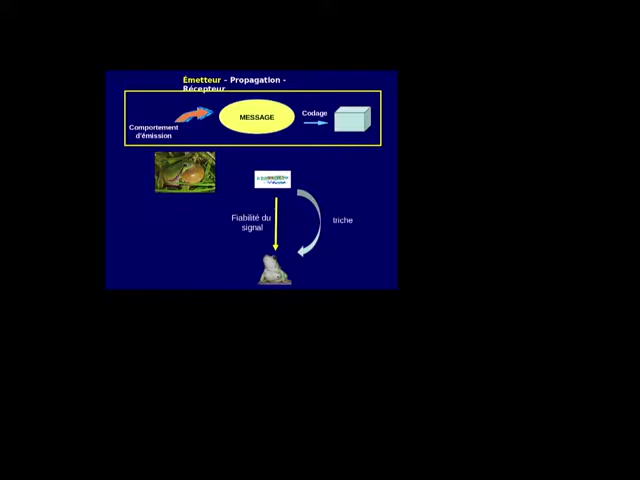 Émetteur – Propagation -
Récepteur
MESSAGE
Codage
Comportement
d'émission
Fiabilité du
signal
triche